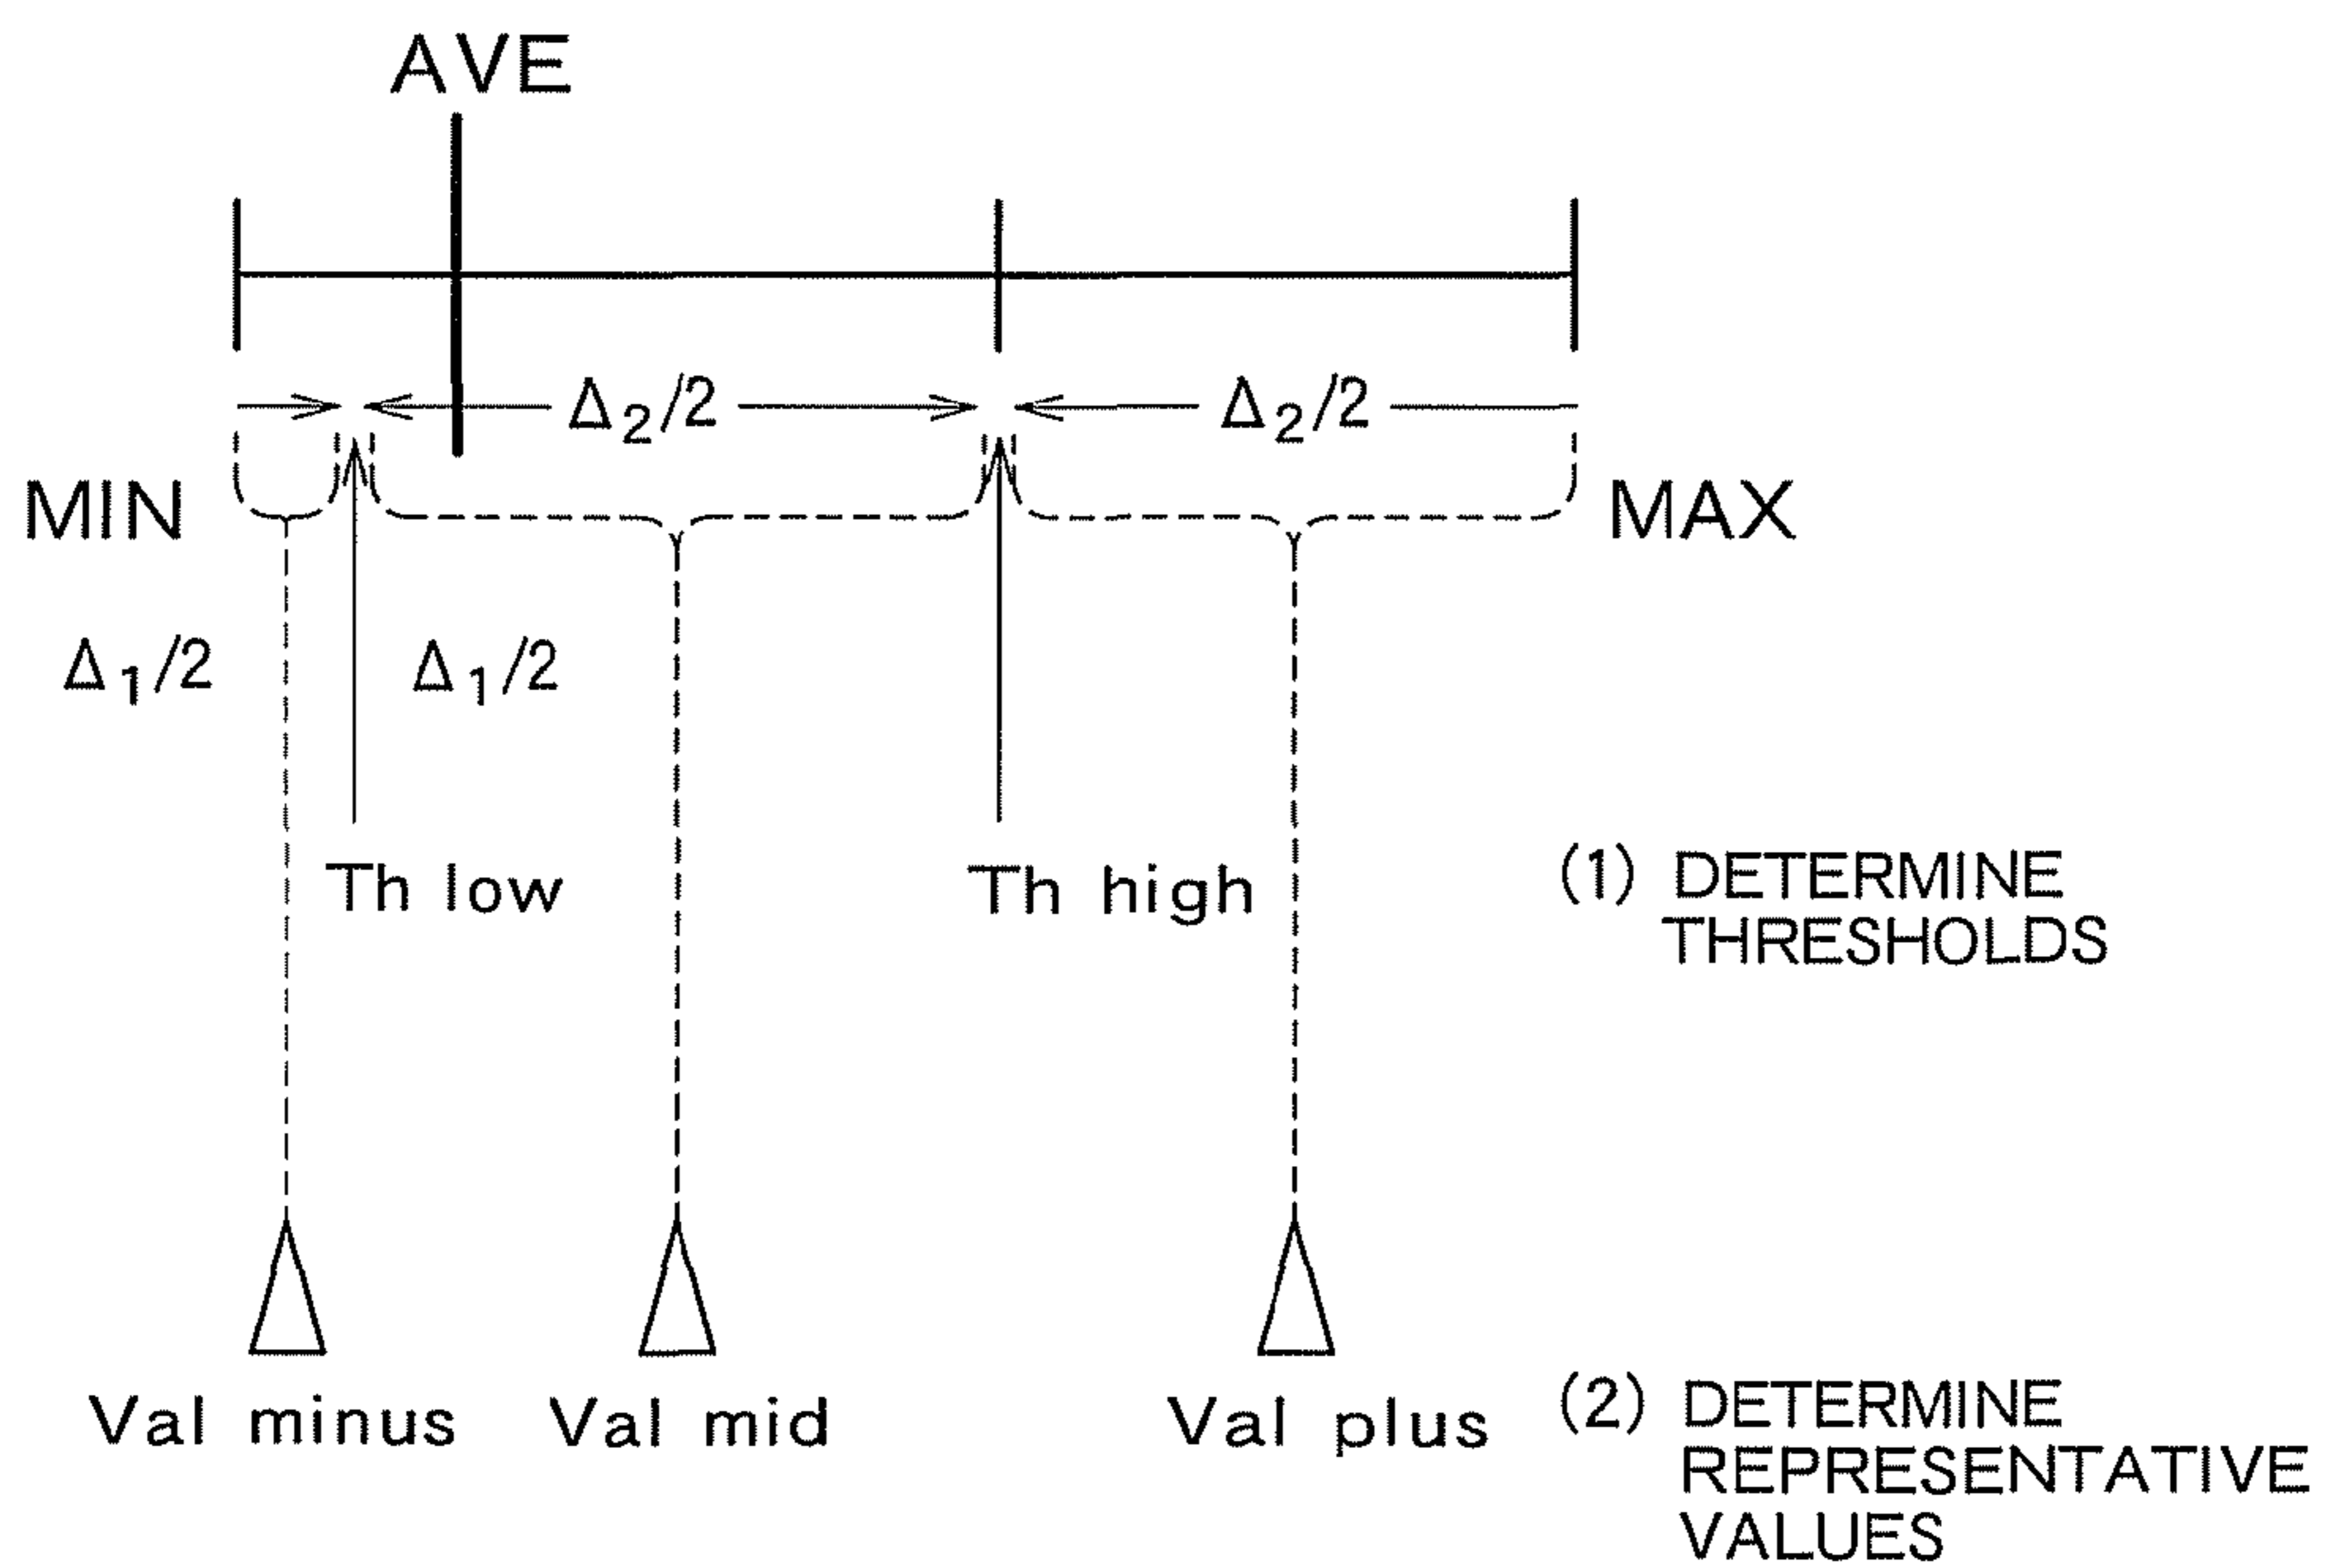 AVE
Δ₂/2
Δ₂/2
MIN
MAX
Δ₁/2
Δ₁/2
Th low
Th high
(1) DETERMINE
THRESHOLDS
Val minus
Val mid
Val plus
(2) DETERMINE
REPRESENTATIVE
VALUES